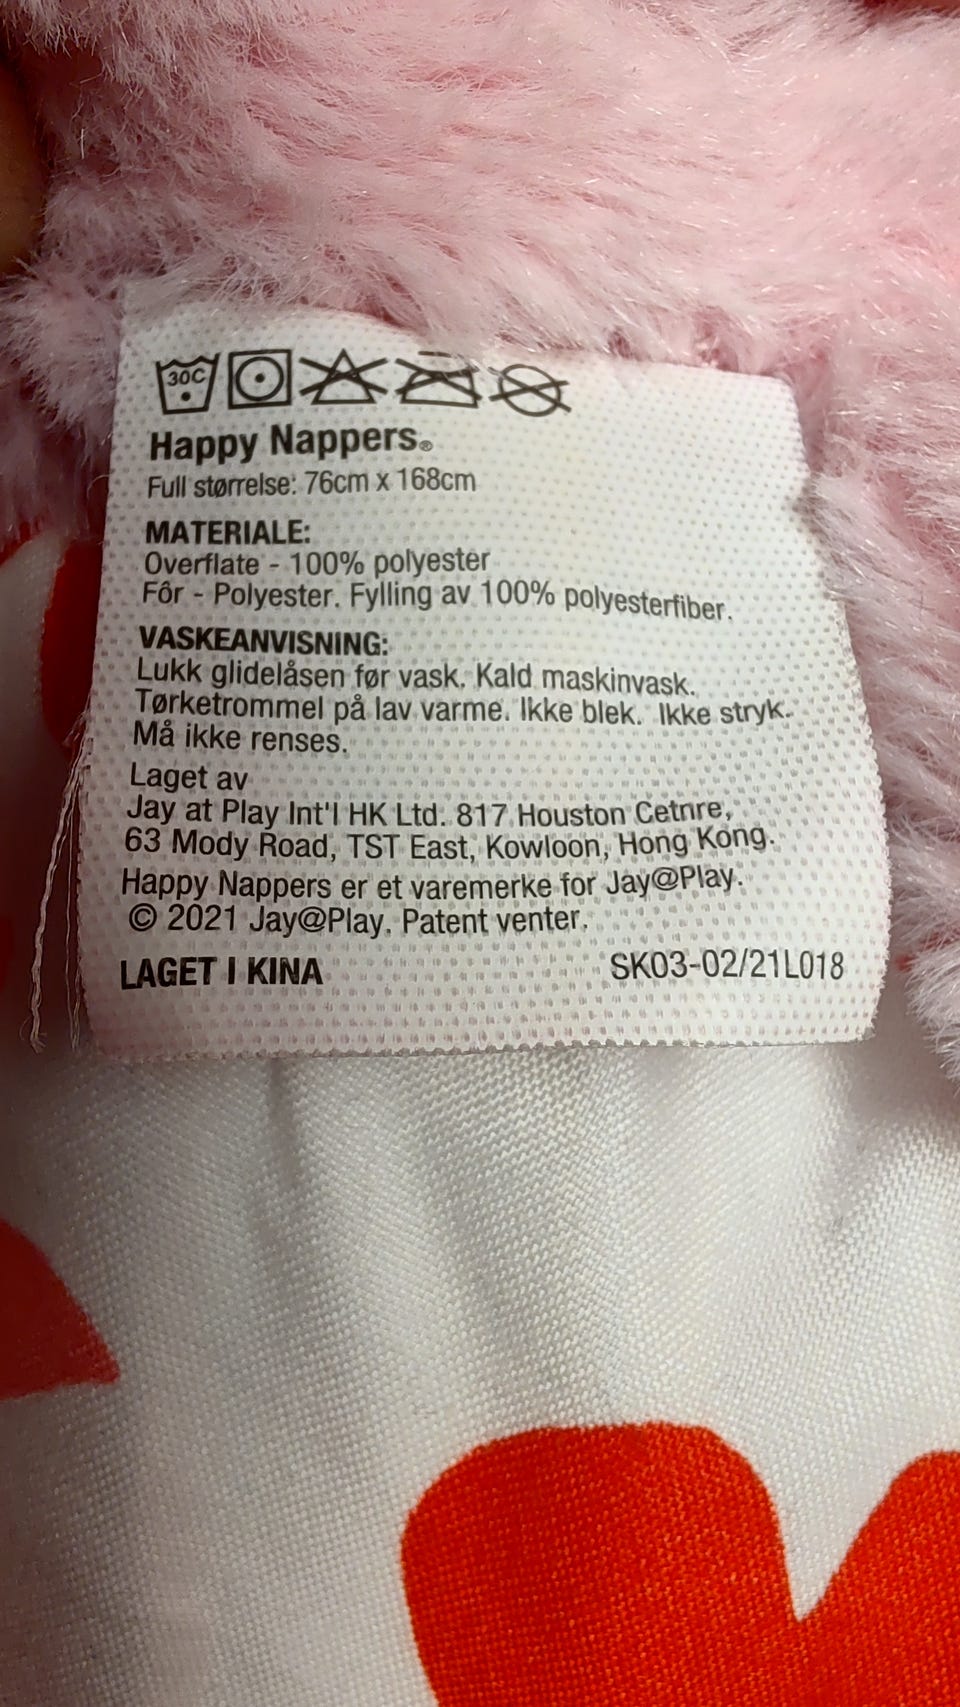 30C
Happy Nappers®
Full størrelse: 76cm x 168cm
MATERIALE:
Overflate - 100% polyester
Fôr - Polyester. Fylling av 100% polyesterfiber.
VASKEANVISNING:
Lukk glidelåsen før vask. Kald maskinvask.
Tørketrommel på lav varme. Ikke blek. Ikke stryk.
Må ikke renses.
Laget av
Jay at Play Int'l HK Ltd. 817 Houston Cetnre,
63 Mody Road, TST East, Kowloon, Hong Kong.
Happy Nappers er et varemerke for Jay@Play.
© 2021 Jay@Play. Patent venter.
LAGET I KINA SK03-02/21L018